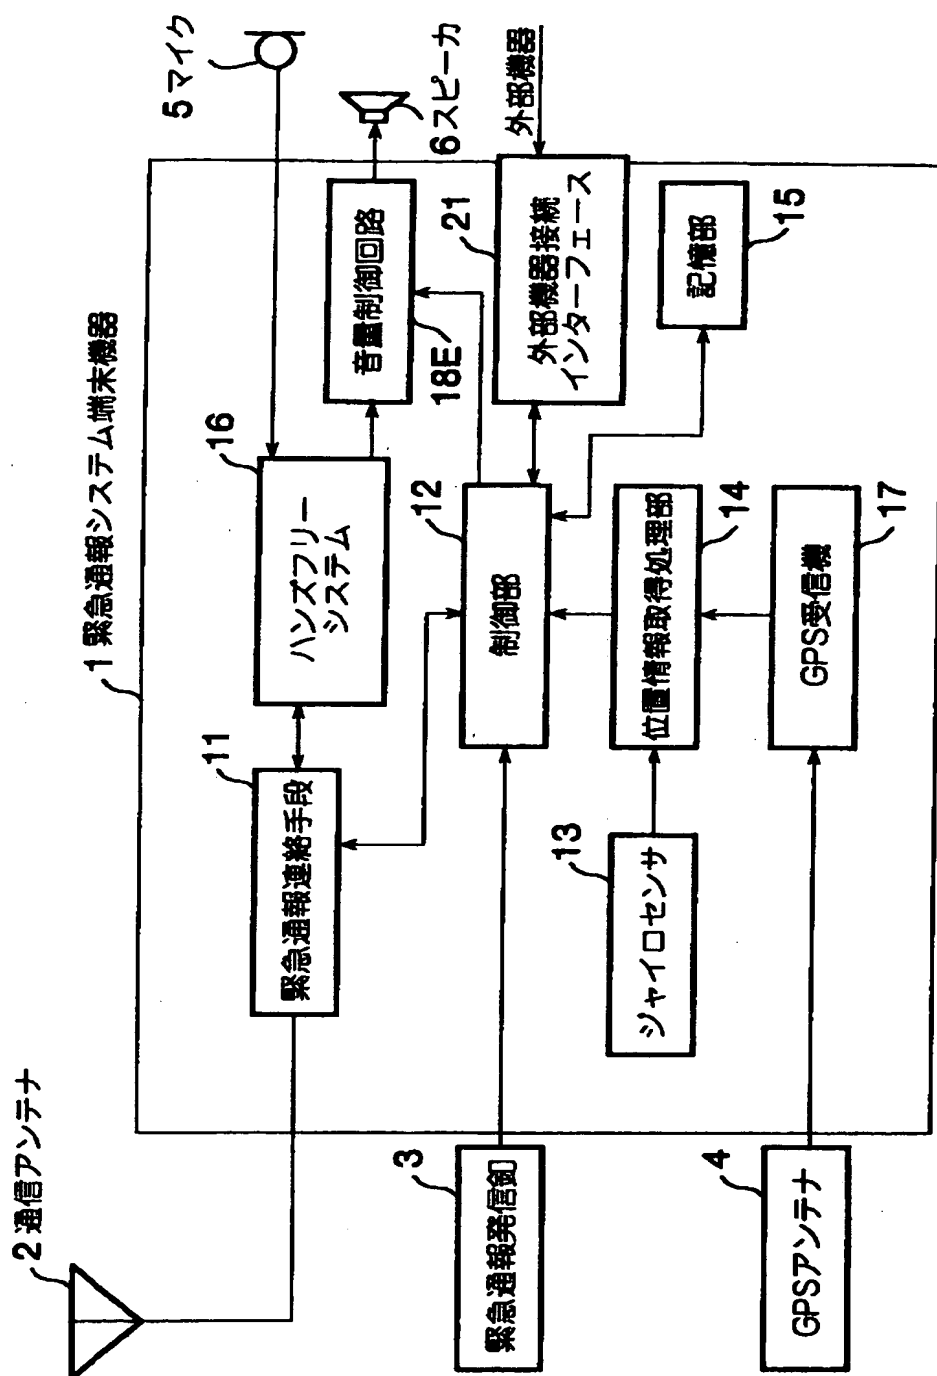 1 緊急通報システム端末機器
2 通信アンテナ
5 マイク
6 スピーカ
外部機器
11
緊急通報連絡手段
16
ハンズフリー
システム
音量制御回路
18E
21
外部機器接続
インターフェース
3
緊急通報発信釦
12
制御部
記憶部
15
13
ジャイロセンサ
14
位置情報取得処理部
4
GPSアンテナ
17
GPS受信機